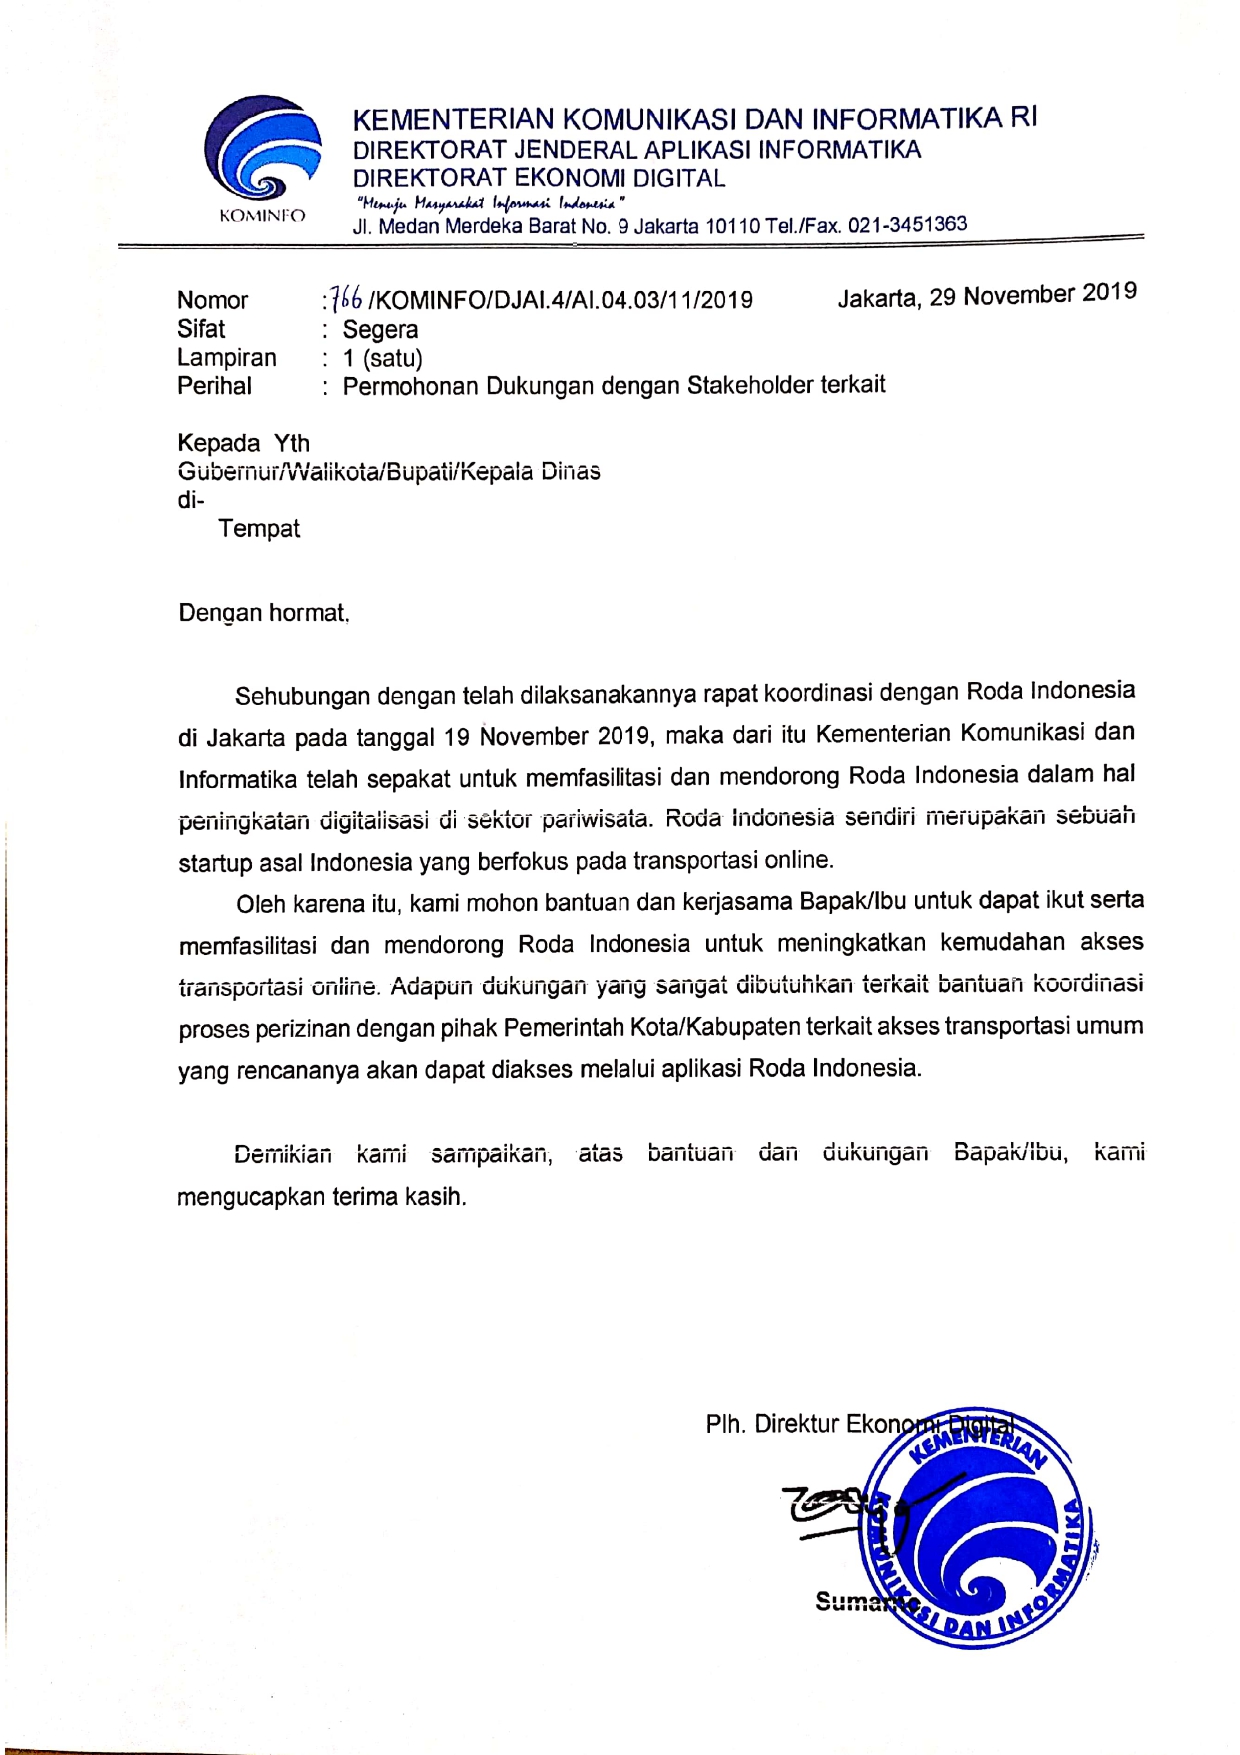 KEMENTERIAN KOMUNIKASI DAN INFORMATIKA RI
DIREKTORAT JENDERAL APLIKASI INFORMATIKA
DIREKTORAT EKONOMI DIGITAL
"Menuju Masyarakat Informasi Indonesia"
KOMINFO
Jl. Medan Merdeka Barat No. 9 Jakarta 10110 Tel./Fax. 021-3451363
Nomor : 766 /KOMINFO/DJAI.4/AI.04.03/11/2019 Jakarta, 29 November 2019
Sifat : Segera
Lampiran : 1 (satu)
Perihal : Permohonan Dukungan dengan Stakeholder terkait
Kepada Yth
Gubernur/Walikota/Bupati/Kepala Dinas
di-
Tempat
Dengan hormat,
Sehubungan dengan telah dilaksanakannya rapat koordinasi dengan Roda Indonesia
di Jakarta pada tanggal 19 November 2019, maka dari itu Kementerian Komunikasi dan
Informatika telah sepakat untuk memfasilitasi dan mendorong Roda Indonesia dalam hal
peningkatan digitalisasi di sektor pariwisata. Roda Indonesia sendiri merupakan sebuah
startup asal Indonesia yang berfokus pada transportasi online.
Oleh karena itu, kami mohon bantuan dan kerjasama Bapak/Ibu untuk dapat ikut serta
memfasilitasi dan mendorong Roda Indonesia untuk meningkatkan kemudahan akses
transportasi online. Adapun dukungan yang sangat dibutuhkan terkait bantuan koordinasi
proses perizinan dengan pihak Pemerintah Kota/Kabupaten terkait akses transportasi umum
yang rencananya akan dapat diakses melalui aplikasi Roda Indonesia.
Demikian kami sampaikan, atas bantuan dan dukungan Bapak/Ibu, kami
mengucapkan terima kasih.
Plh. Direktur Ekonomi Digital
KEMENTERIAN
KOMUNIKASI DAN INFORMATIKA
Sumarno